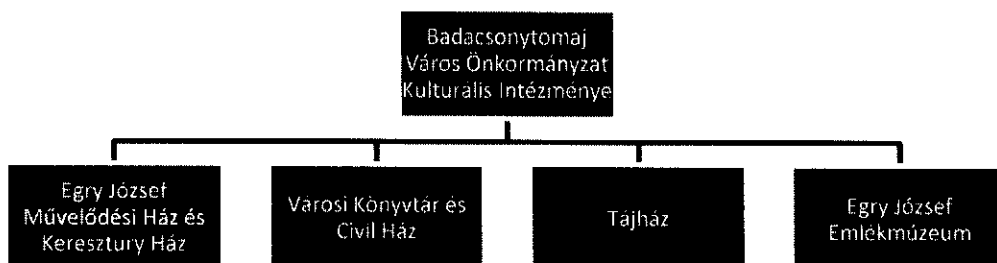 Badacsonytomaj
Város Önkormányzat
Kulturális Intézménye
Egry József
Művelődési Ház és
Keresztury Ház
Városi Könyvtár és
Civil Ház
Tájház
Egry József
Emlékmúzeum